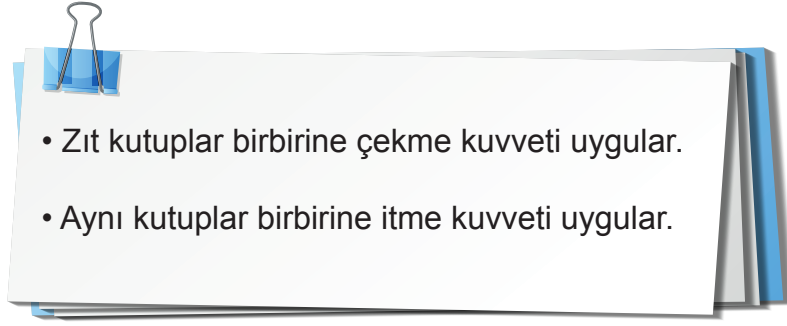 • Zıt kutuplar birbirine çekme kuvveti uygular.
• Aynı kutuplar birbirine itme kuvveti uygular.